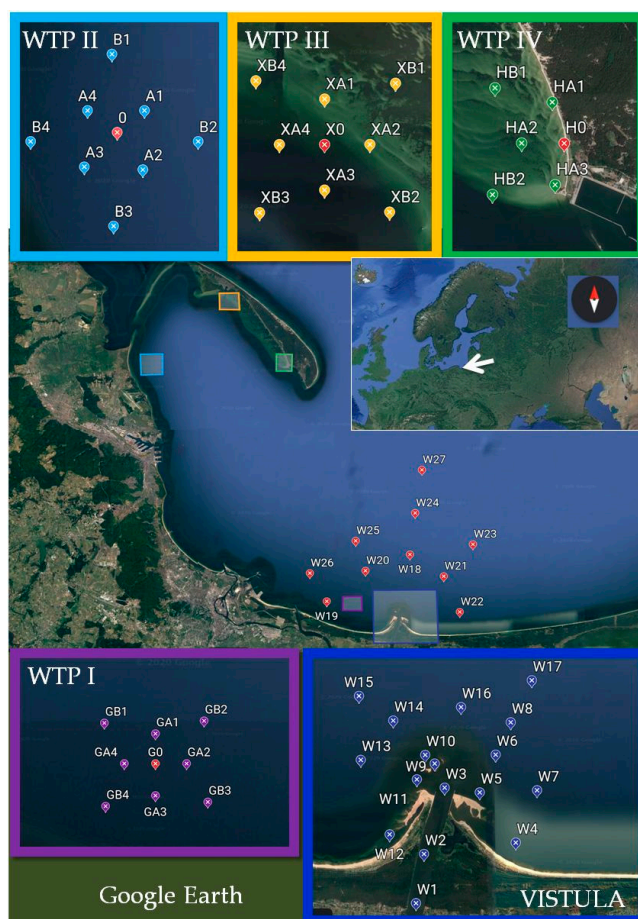 WTP II
B1
A4
A1
0
B4
B2
A3
A2
B3
WTP III
XB4
XB1
XA1
XA4
X0
XA2
XA3
XB3
XB2
WTP IV
HB1
HA1
HA2
H0
HA3
HB2
W27
W24
W25
W23
W18
W26
W20
W21
W19
W22
WTP I
GB1
GB2
GA1
GA4
G0
GA2
GB4
GB3
GA3
Google Earth
W17
W15
W16
W14
W8
W10
W6
W13
W9
W3
W5
W7
W11
W4
W12
W2
W1
VISTULA